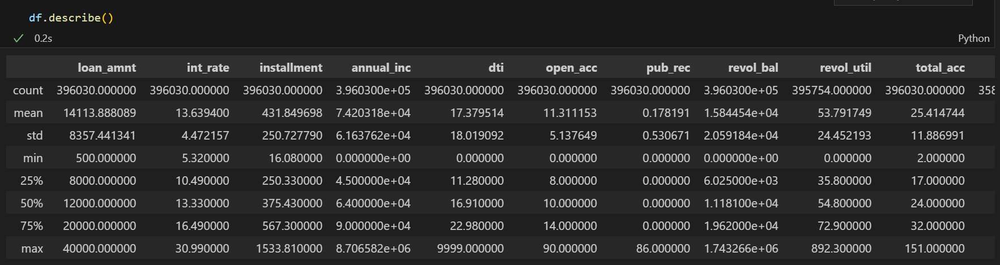 df.describe()
0.2s
Python
loan_amnt int_rate installment annual_inc dti open_acc pub_rec revol_bal revol_util total_acc
count 396030.000000 396030.000000 396030.000000 3.960300e+05 396030.000000 396030.000000 396030.000000 3.960300e+05 395754.000000 396030.000000 358
mean 14113.888089 13.639400 431.849698 7.420318e+04 17.379514 11.311153 0.178191 1.584454e+04 53.791749 25.414744
std 8357.441341 4.472157 250.727790 6.163762e+04 18.019092 5.137649 0.530671 2.059184e+04 24.452193 11.886991
min 500.000000 5.320000 16.080000 0.000000e+00 0.000000 0.000000 0.000000 0.000000e+00 0.000000 2.000000
25% 8000.000000 10.490000 250.330000 4.500000e+04 11.280000 8.000000 0.000000 6.025000e+03 35.800000 17.000000
50% 12000.000000 13.330000 375.430000 6.400000e+04 16.910000 10.000000 0.000000 1.118100e+04 54.800000 24.000000
75% 20000.000000 16.490000 567.300000 9.000000e+04 22.980000 14.000000 0.000000 1.962000e+04 72.900000 32.000000
max 40000.000000 30.990000 1533.810000 8.706582e+06 9999.000000 90.000000 86.000000 1.743266e+06 892.300000 151.000000